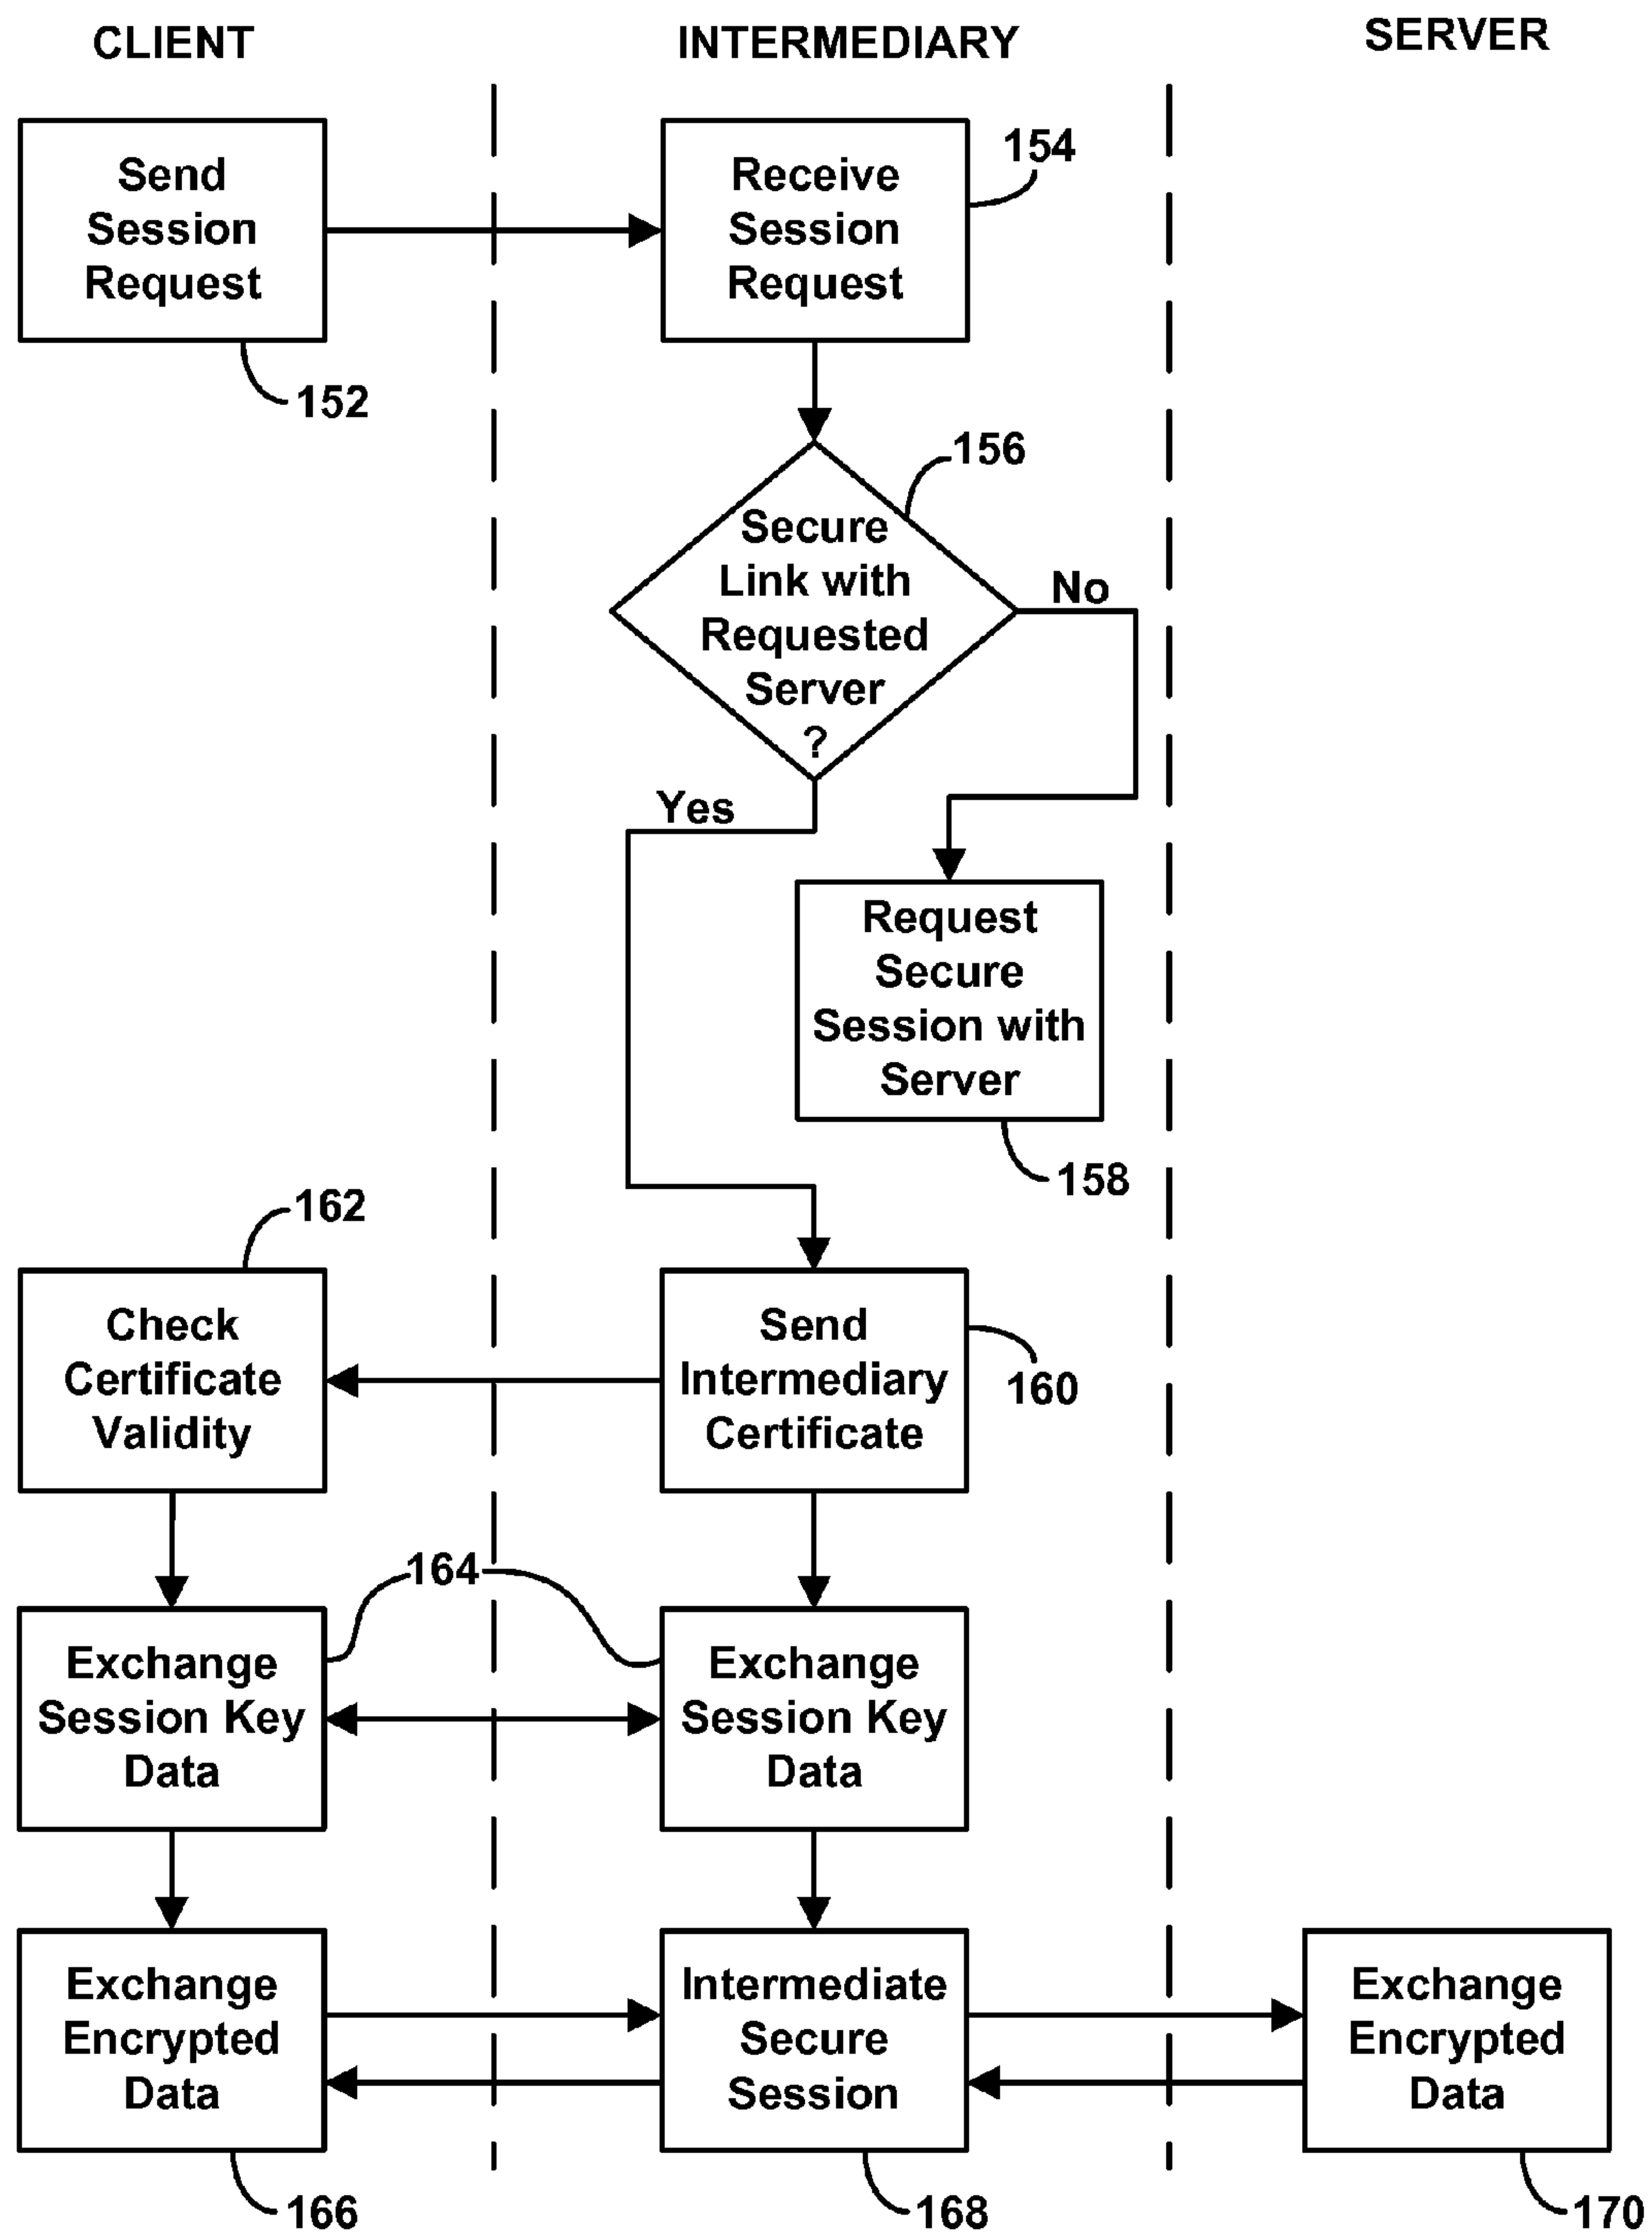 CLIENT
INTERMEDIARY
SERVER
Send
Session
Request
152
Receive
Session
Request
154
Secure
Link with
Requested
Server
?
156
No
Yes
Request
Secure
Session with
Server
158
162
Check
Certificate
Validity
Send
Intermediary
Certificate
160
164
Exchange
Session Key
Data
Exchange
Session Key
Data
Exchange
Encrypted
Data
166
Intermediate
Secure
Session
168
Exchange
Encrypted
Data
170